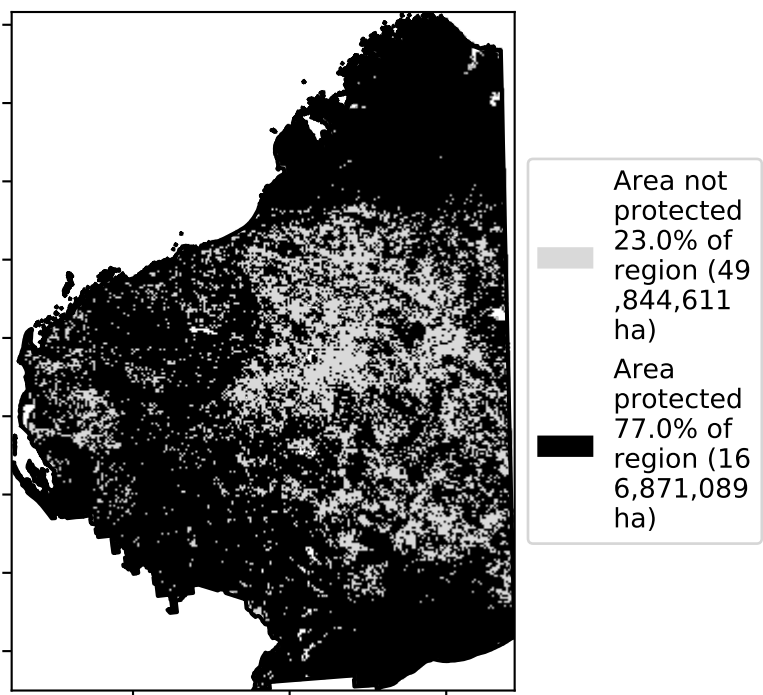 Area not
protected
23.0% of
region (49
,844,611
ha)
Area
protected
77.0% of
region (16
6,871,089
ha)